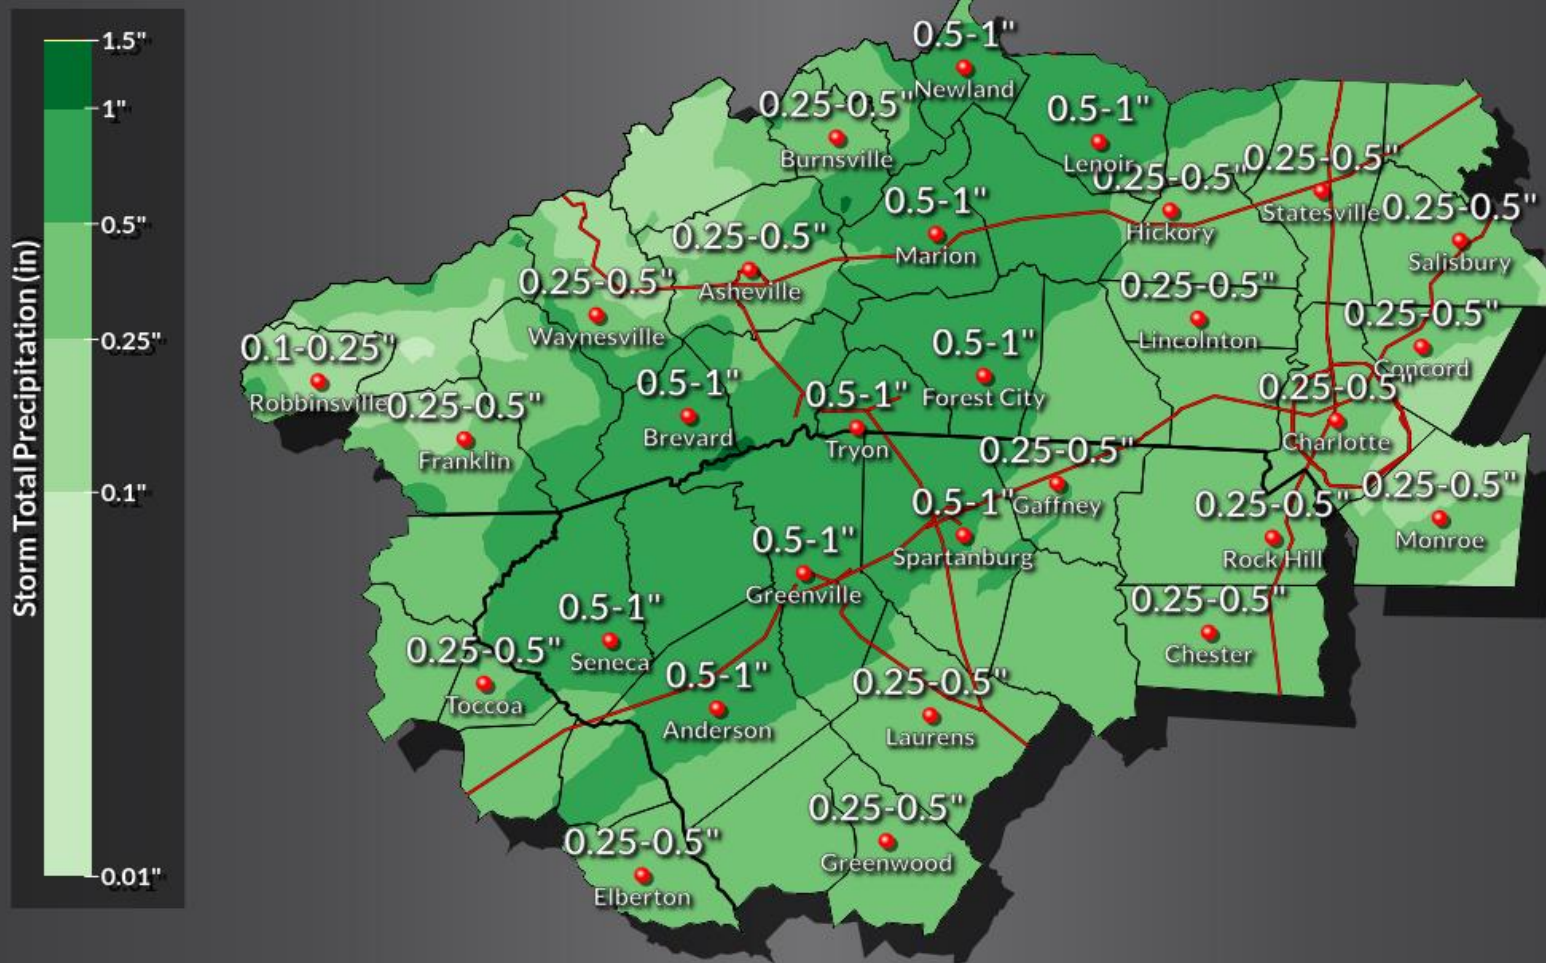 Storm Total Precipitation (in)
1.5"
1"
0.5"
0.25"
0.1"
0.01"
0.5-1"
Newland
0.25-0.5"
Burnsville
0.5-1"
Lenoir
0.25-0.5"
Hickory
0.25-0.5"
Statesville
0.25-0.5"
Salisbury
0.5-1"
Marion
0.25-0.5"
Asheville
0.25-0.5"
Waynesville
0.25-0.5"
Lincolnton
0.25-0.5"
Concord
0.1-0.25"
Robbinsville
0.25-0.5"
Franklin
0.5-1"
Brevard
0.5-1"
Tryon
0.5-1"
Forest City
0.25-0.5"
Charlotte
0.25-0.5"
Gaffney
0.5-1"
Spartanburg
0.25-0.5"
Rock Hill
0.25-0.5"
Monroe
0.5-1"
Greenville
0.5-1"
Seneca
0.25-0.5"
Toccoa
0.5-1"
Anderson
0.25-0.5"
Laurens
0.25-0.5"
Chester
0.25-0.5"
Greenwood
0.25-0.5"
Elberton